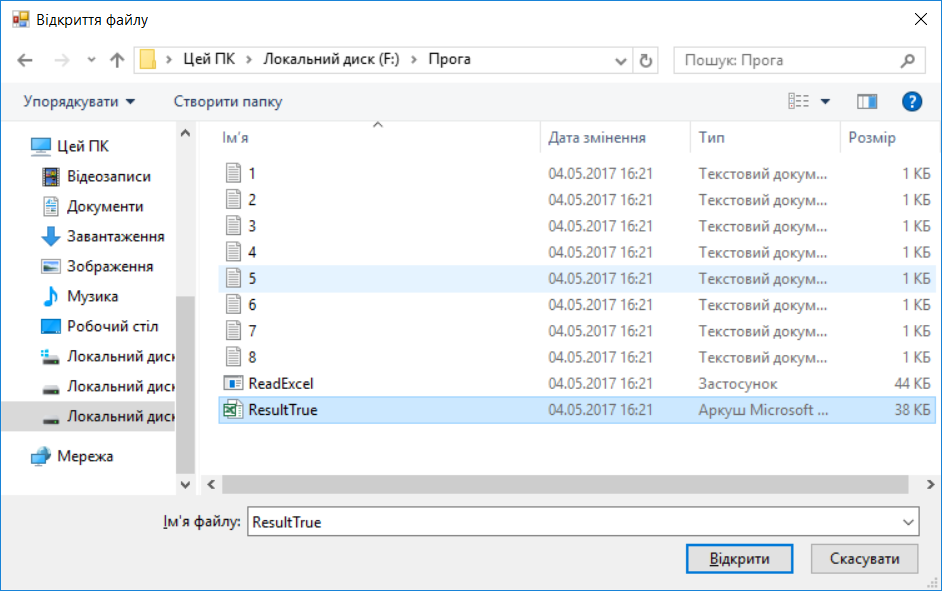 Відкриття файлу
Цей ПК Локальний диск (F:) Прога
Пошук: Прога
Упорядкувати Створити папку
Цей ПК
Відеозаписи
Документи
Завантаження
Зображення
Музика
Робочий стіл
Локальний диск
Локальний диск
Локальний диск
Мережа
Ім'я Дата змінення Тип Розмір
1 04.05.2017 16:21 Текстовий докум... 1 КБ
2 04.05.2017 16:21 Текстовий докум... 1 КБ
3 04.05.2017 16:21 Текстовий докум... 1 КБ
4 04.05.2017 16:21 Текстовий докум... 1 КБ
5 04.05.2017 16:21 Текстовий докум... 1 КБ
6 04.05.2017 16:21 Текстовий докум... 1 КБ
7 04.05.2017 16:21 Текстовий докум... 1 КБ
8 04.05.2017 16:21 Текстовий докум... 1 КБ
ReadExcel 04.05.2017 16:21 Застосунок 44 КБ
ResultTrue 04.05.2017 16:21 Аркуш Microsoft ... 38 КБ
Ім'я файлу: ResultTrue
Відкрити Скасувати